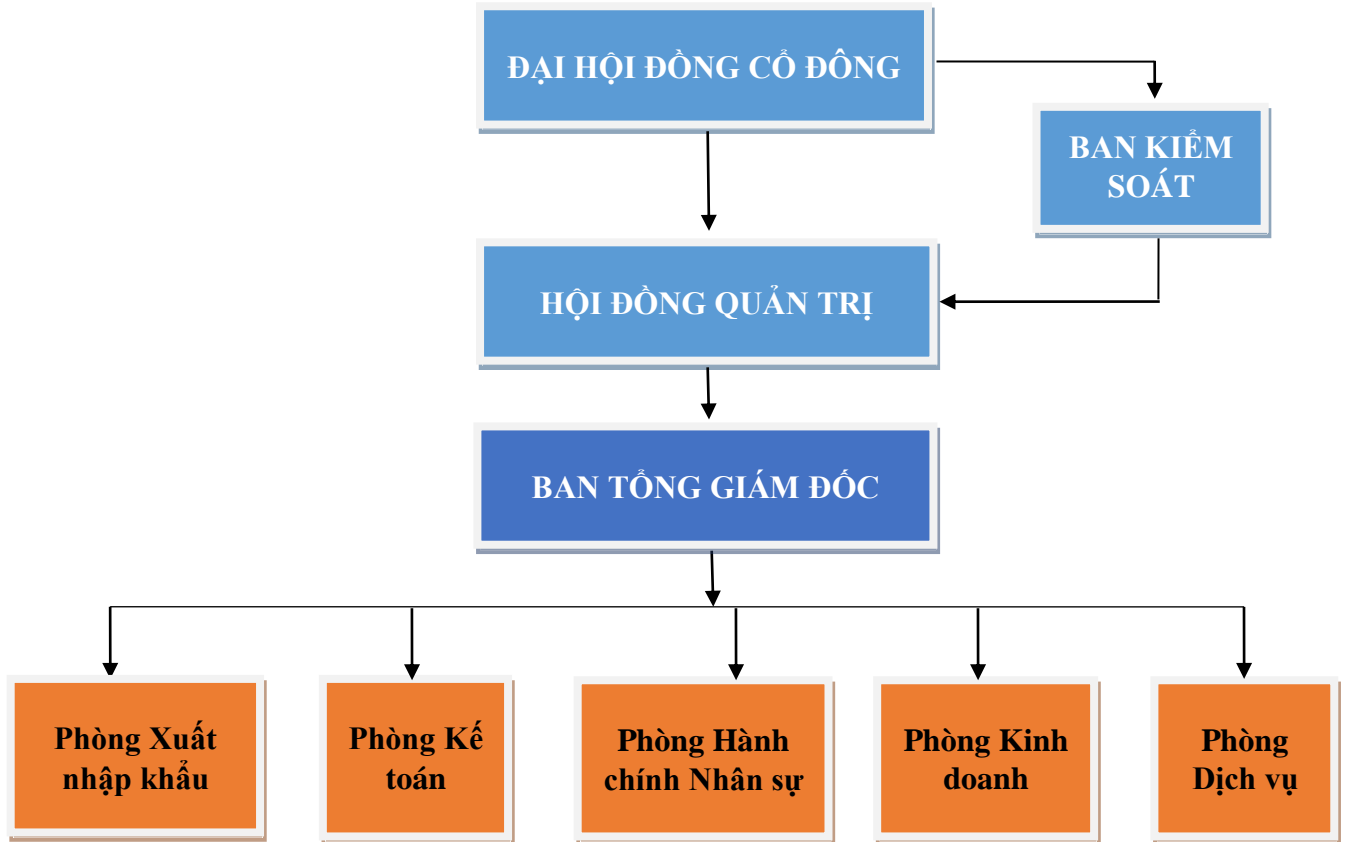 ĐẠI HỘI ĐỒNG CỔ ĐÔNG
BAN KIỂM
SOÁT
HỘI ĐỒNG QUẢN TRỊ
BAN TỔNG GIÁM ĐỐC
Phòng Xuất
nhập khẩu
Phòng Kế
toán
Phòng Hành
chính Nhân sự
Phòng Kinh
doanh
Phòng
Dịch vụ